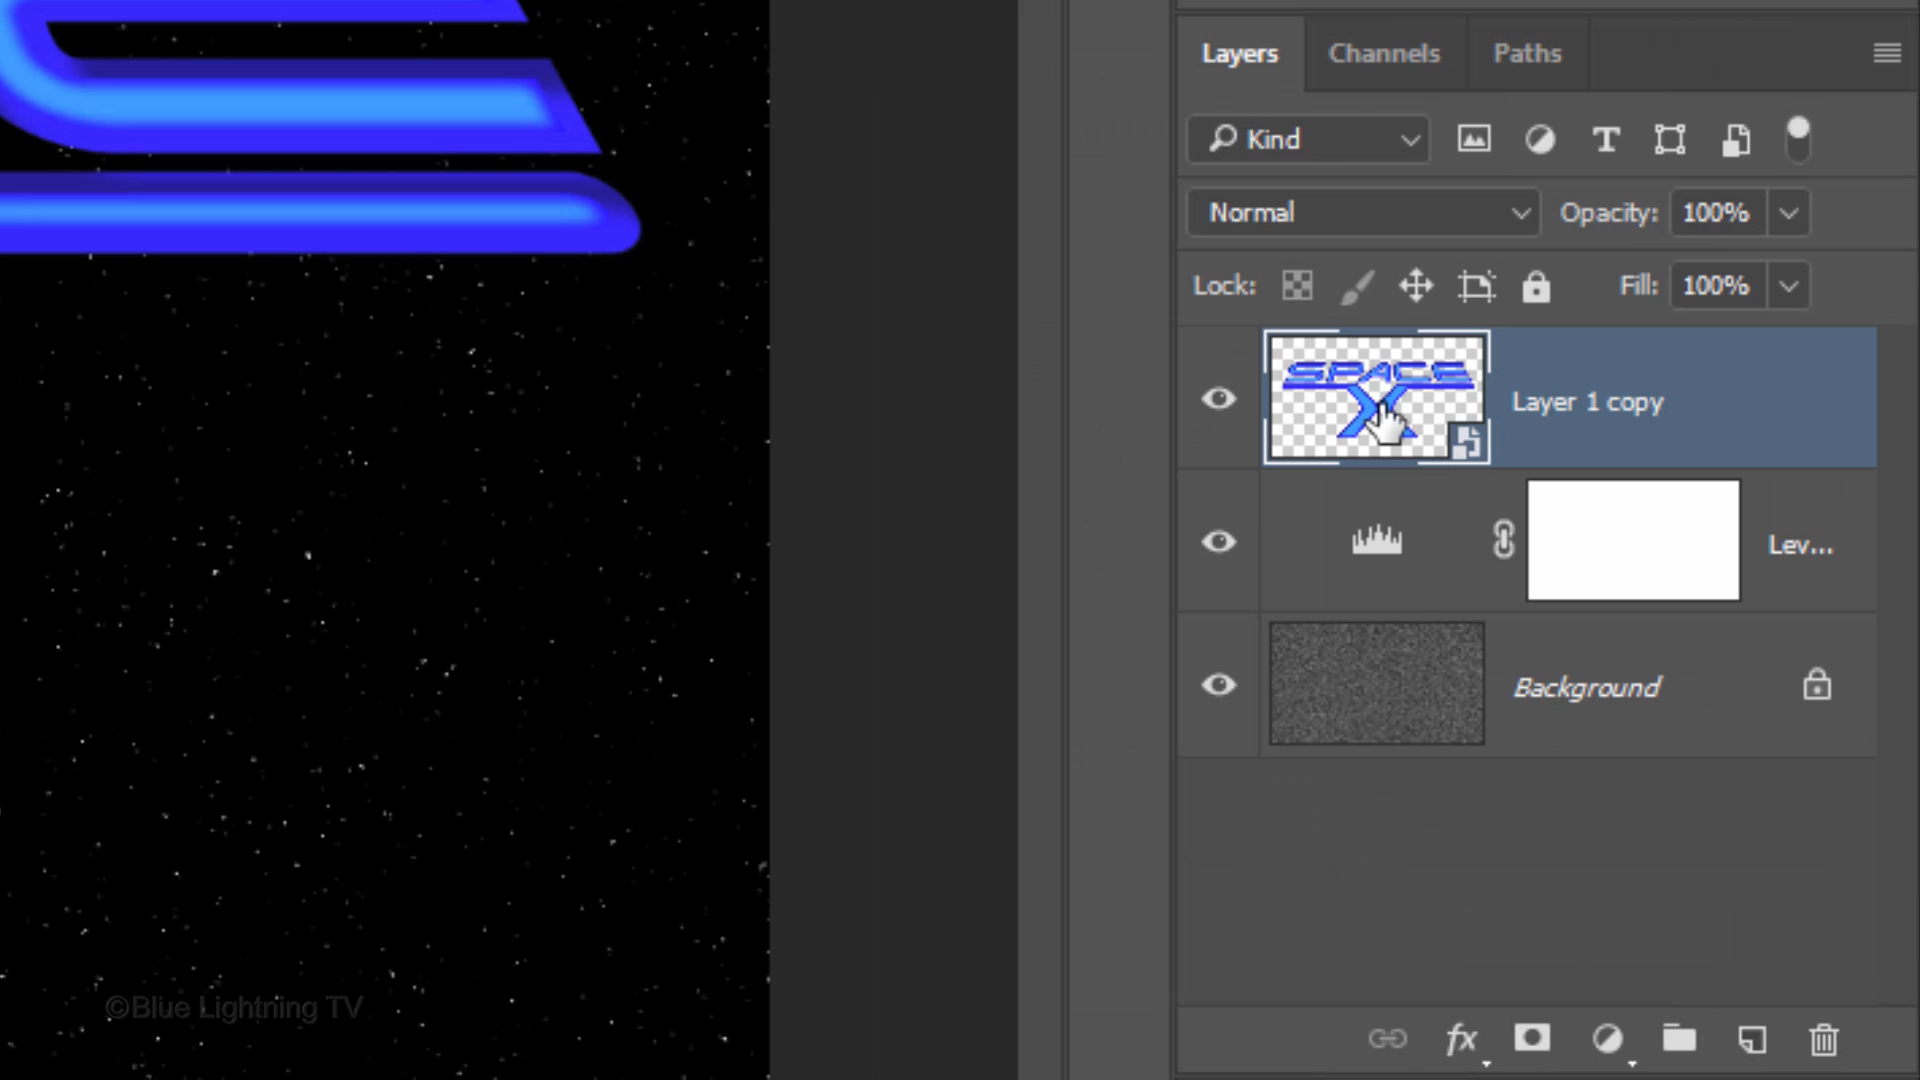 Layers Channels Paths
Kind
Normal Opacity: 100%
Lock: Fill: 100%
SPACE
X
Layer 1 copy
Lev...
Background
fx
©Blue Lightning TV